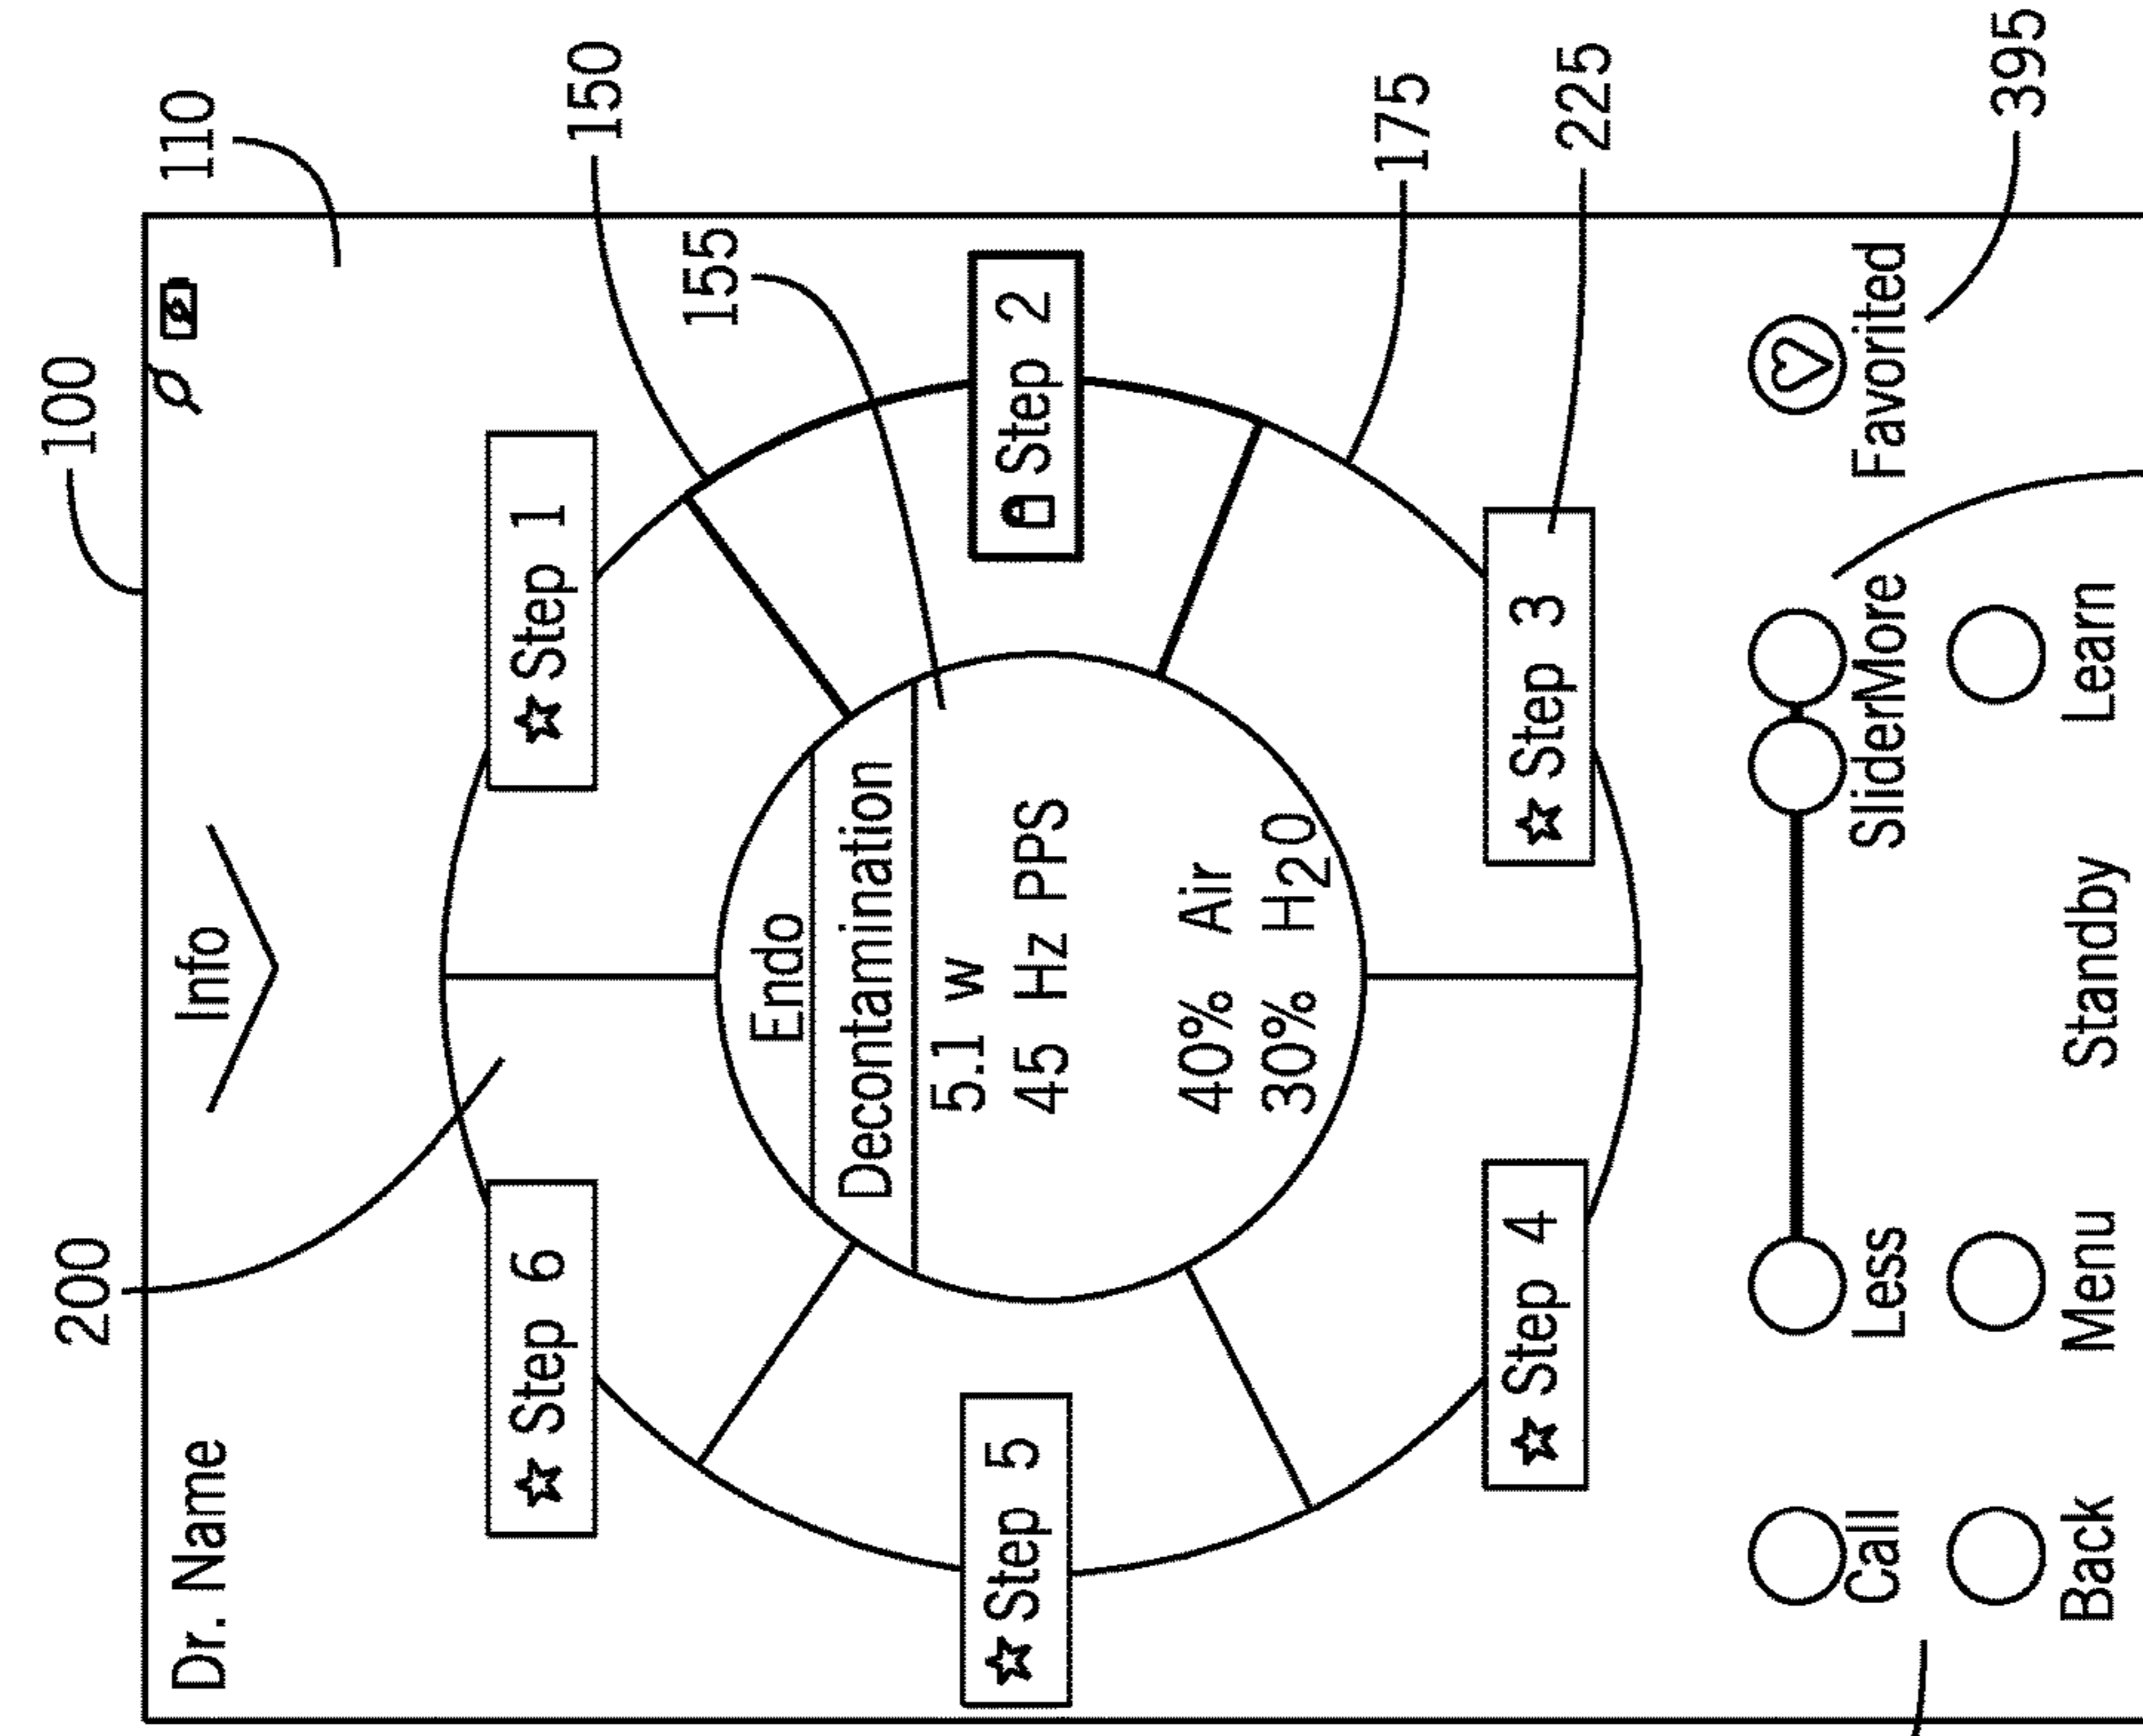 200
100
110
Dr. Name
Info
150
☆ Step 6
☆ Step 1
155
Endo
Decontamination
5.1 w
45 Hz PPS
40% Air
30% H₂0
☆ Step 5
Step 2
175
☆ Step 4
☆ Step 3
225
Call
Less
Slider
More
Favorited
395
Back
Menu
Standby
Learn